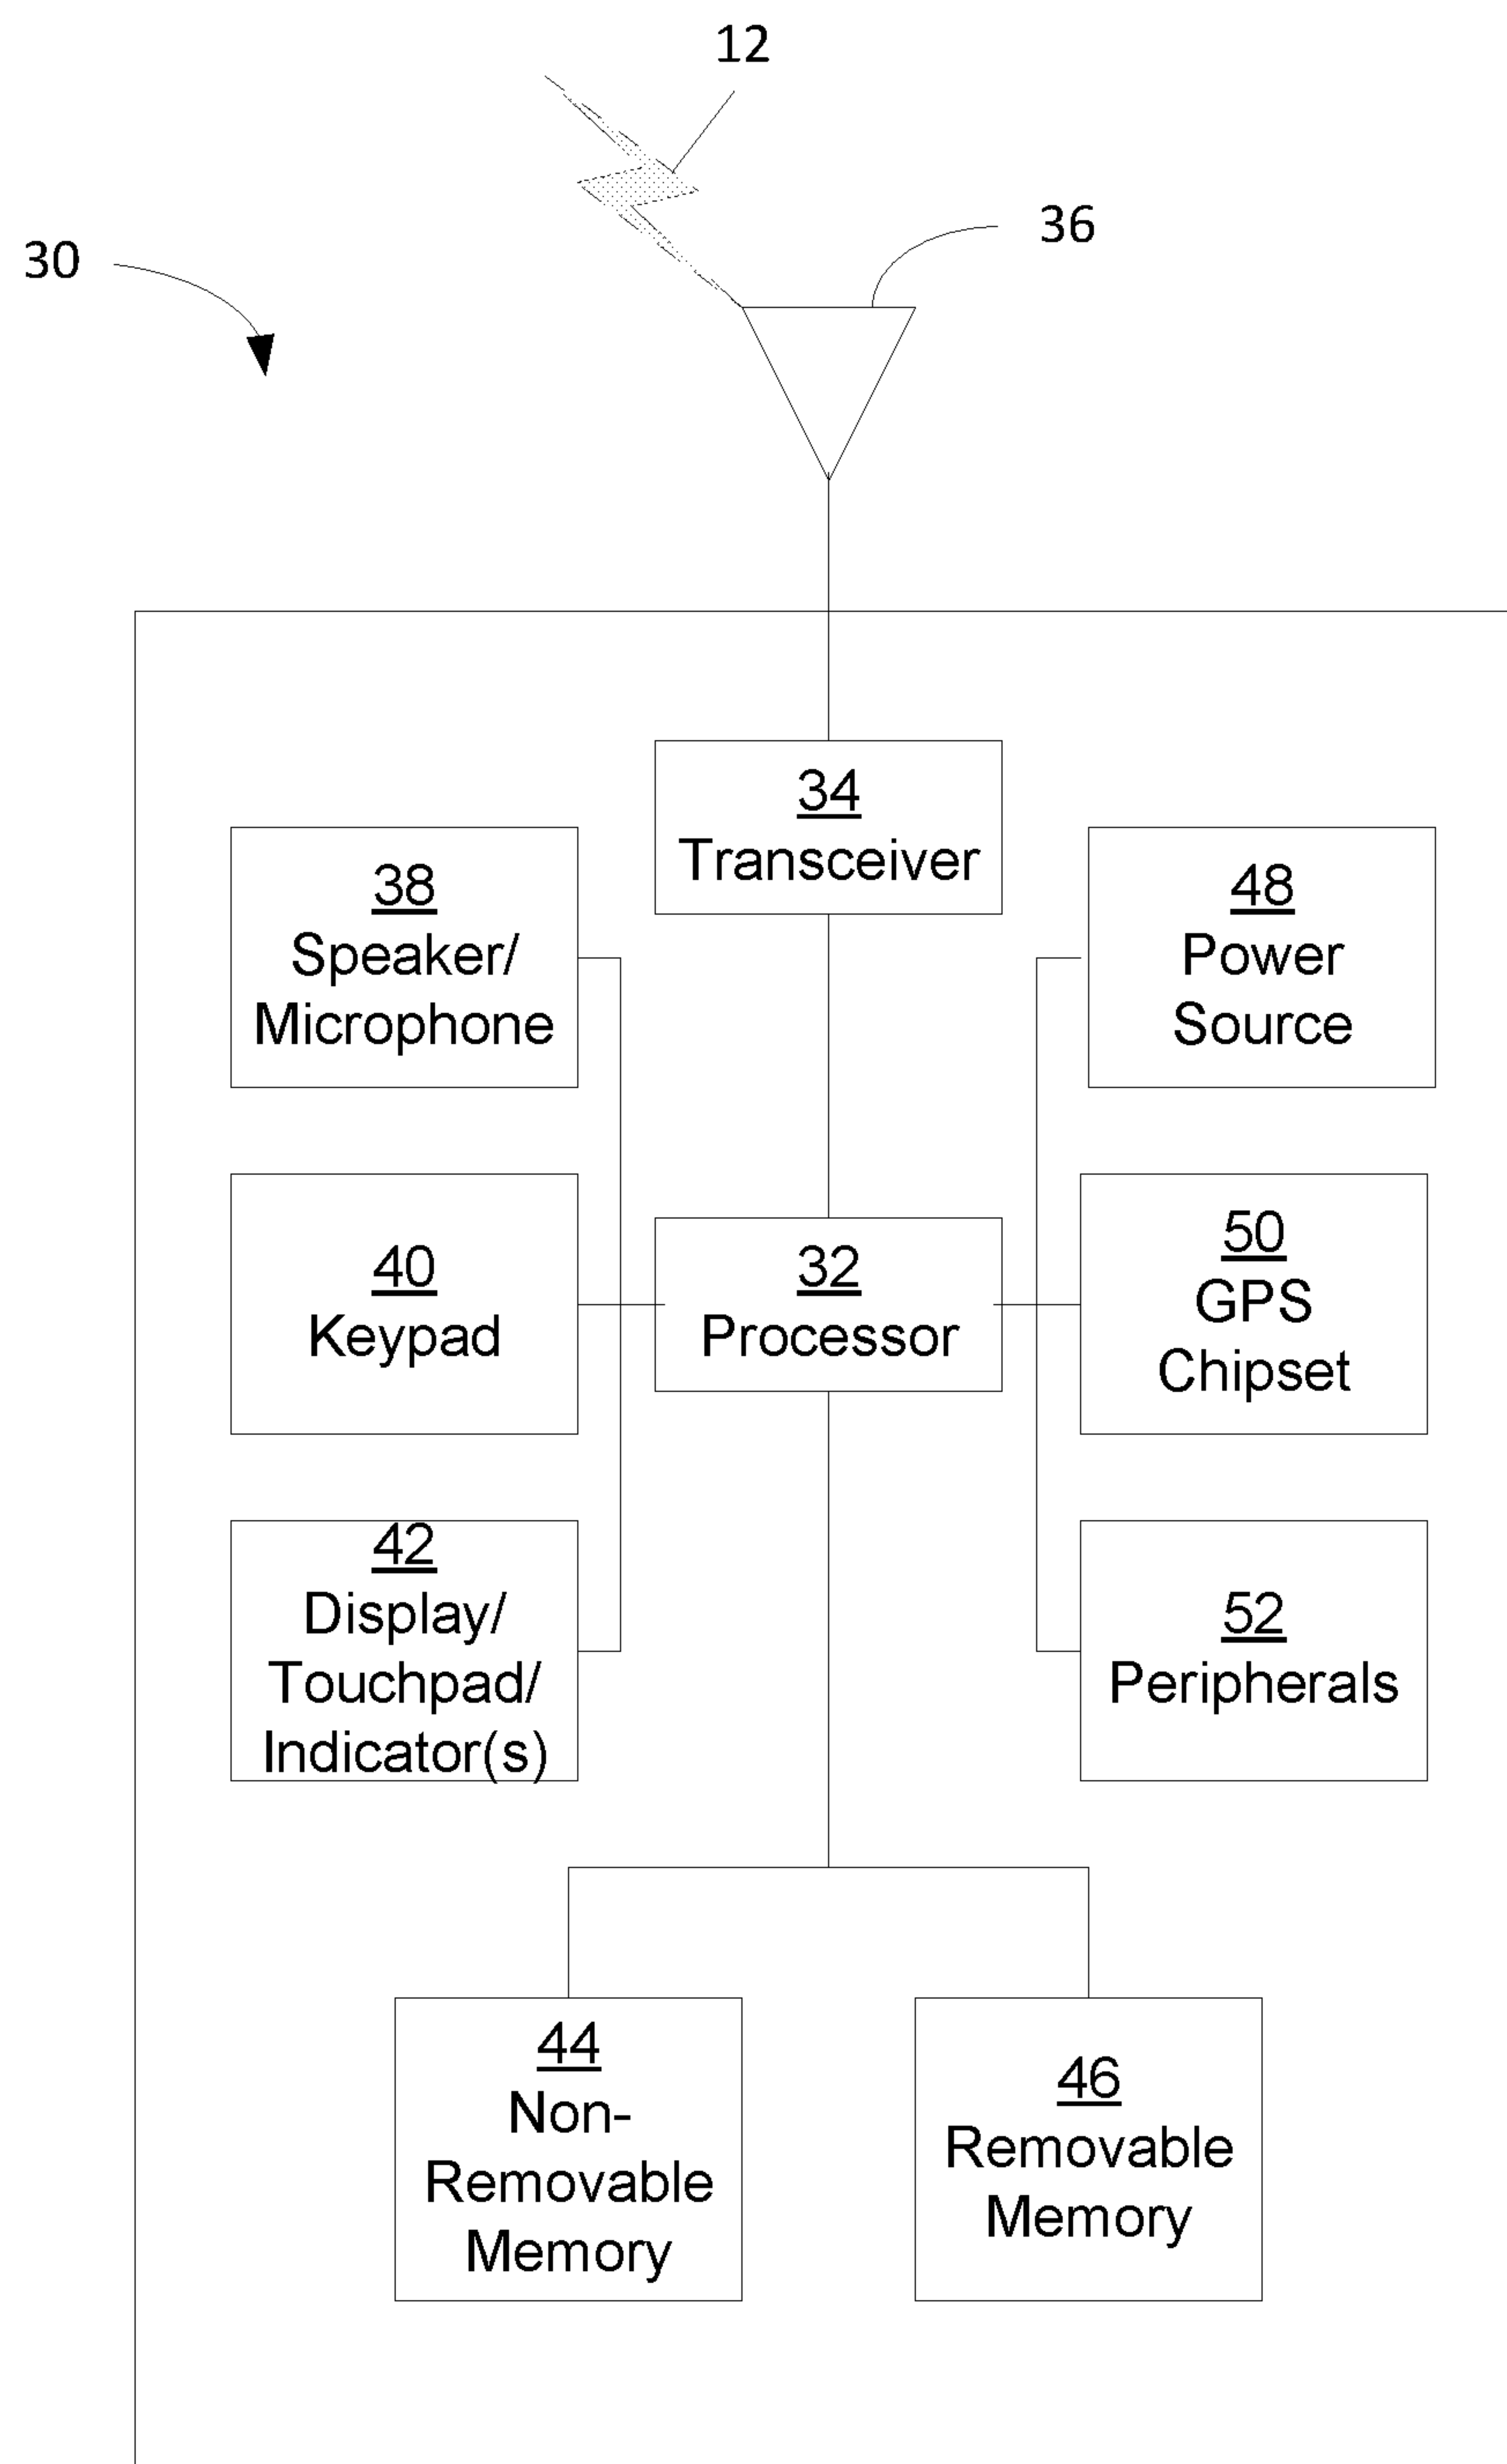 12
36
30
34
Transceiver
38
Speaker/
Microphone
48
Power
Source
40
Keypad
32
Processor
50
GPS
Chipset
42
Display/
Touchpad/
Indicator(s)
52
Peripherals
44
Non-
Removable
Memory
46
Removable
Memory